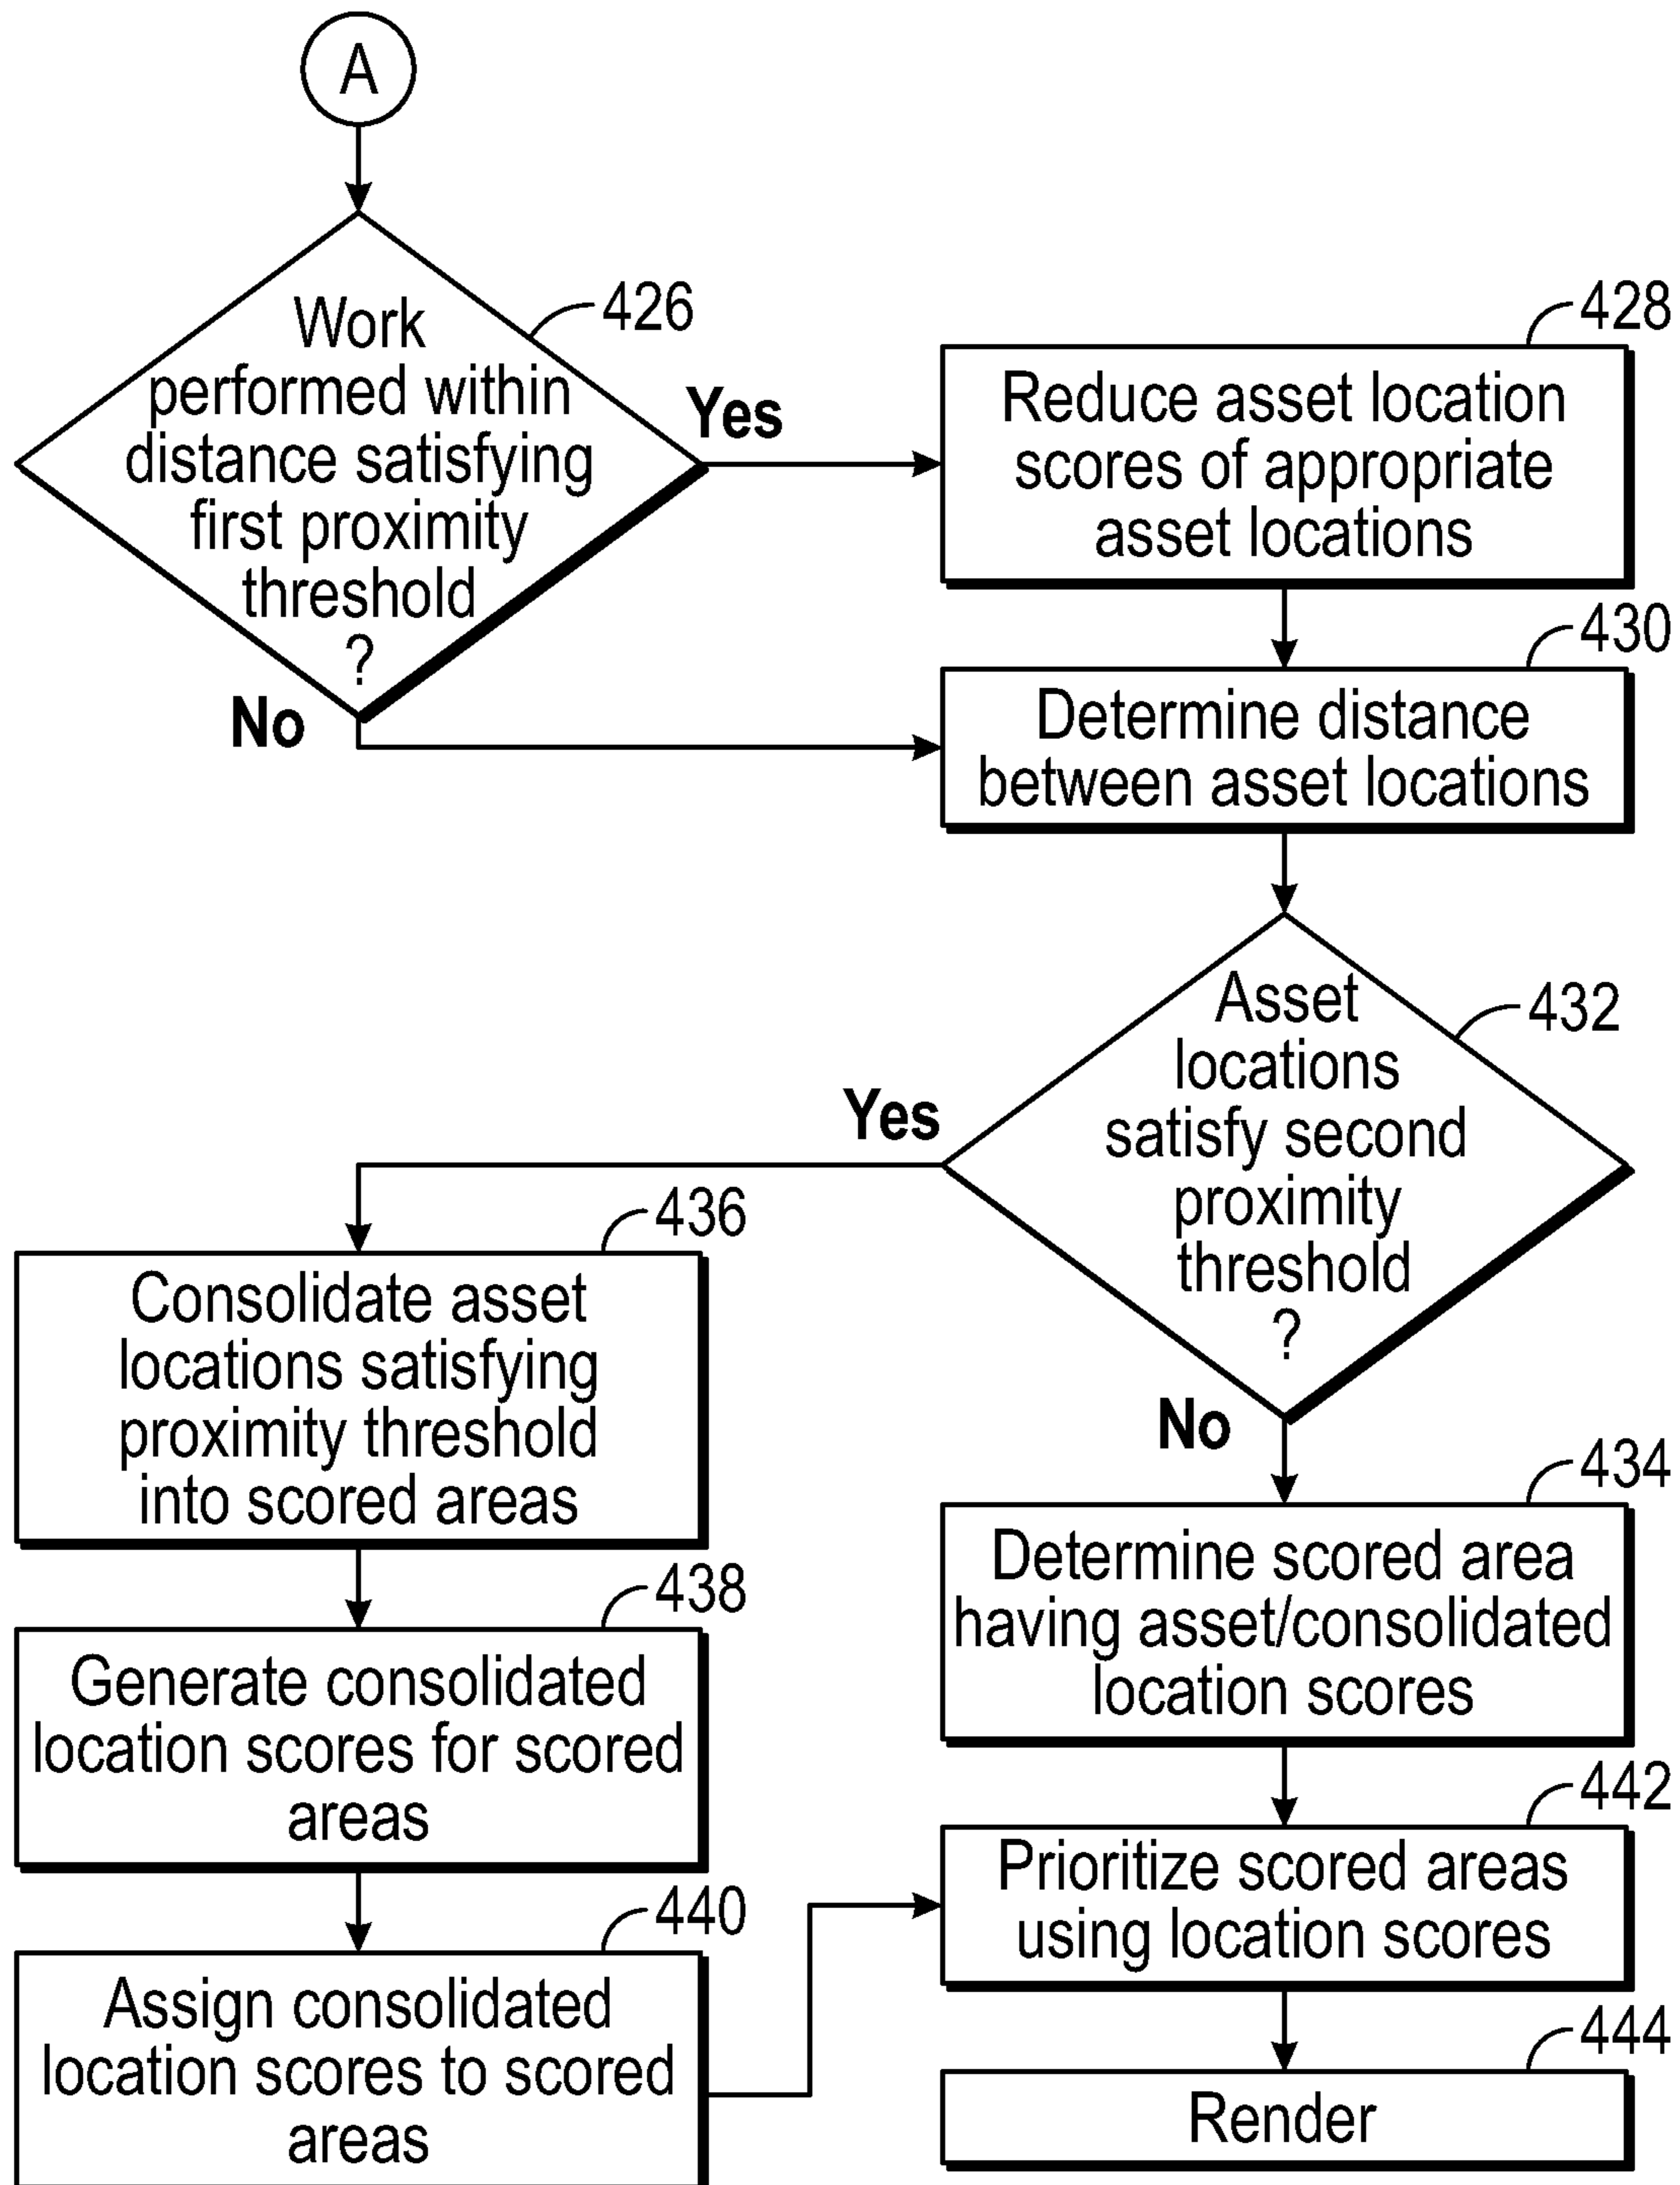 A
Work
performed within
distance satisfying
first proximity
threshold
?
426
Yes
No
428
Reduce asset location
scores of appropriate
asset locations
430
Determine distance
between asset locations
432
Asset
locations
satisfy second
proximity
threshold
?
Yes
No
436
Consolidate asset
locations satisfying
proximity threshold
into scored areas
438
Generate consolidated
location scores for scored
areas
440
Assign consolidated
location scores to scored
areas
434
Determine scored area
having asset/consolidated
location scores
442
Prioritize scored areas
using location scores
444
Render